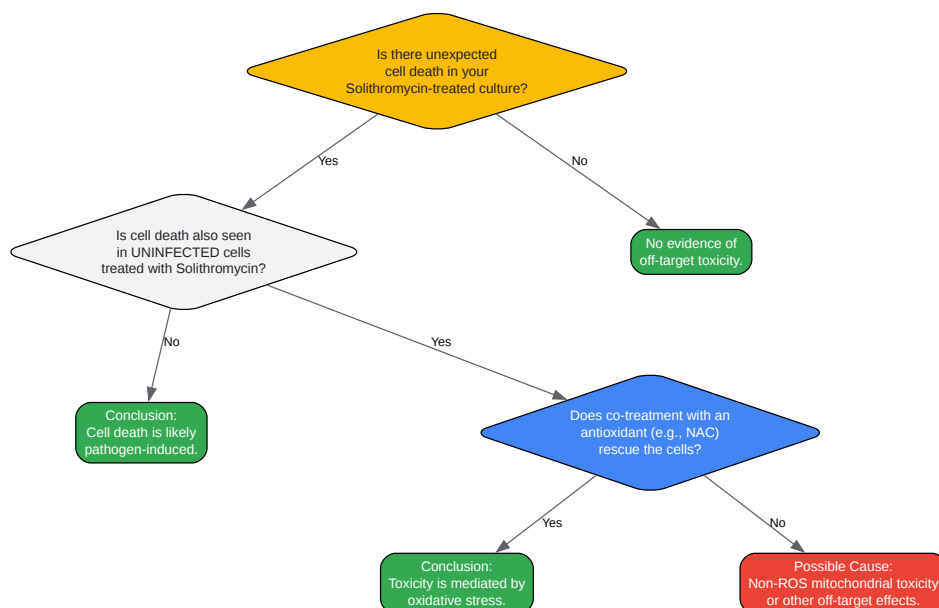 Is there unexpected
cell death in your
Solithromycin-treated culture?
Yes
No
Is cell death also seen
in UNINFECTED cells
treated with Solithromycin?
No evidence of
off-target toxicity.
No
Yes
Conclusion:
Cell death is likely
pathogen-induced.
Does co-treatment with an
antioxidant (e.g., NAC)
rescue the cells?
Yes
No
Conclusion:
Toxicity is mediated by
oxidative stress.
Possible Cause:
Non-ROS mitochondrial toxicity
or other off-target effects.